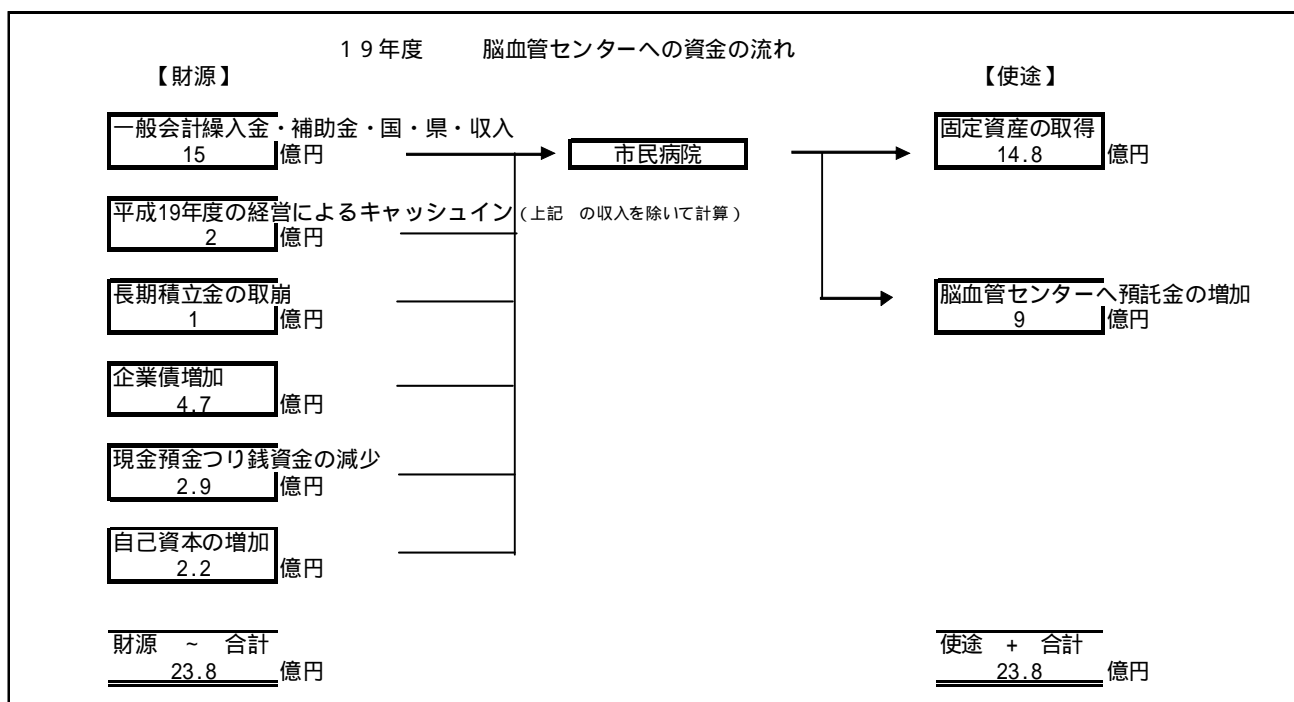 19年度 脳血管センターへの資金の流れ
【財源】 【使途】
一般会計繰入金・補助金・国・県・収入
15 億円
市民病院
固定資産の取得
14.8 億円
平成19年度の経営によるキャッシュイン(上記 の収入を除いて計算)
2 億円
長期積立金の取崩
1 億円
脳血管センターへ預託金の増加
9 億円
企業債増加
4.7 億円
現金預金つり銭資金の減少
2.9 億円
自己資本の増加
2.2 億円
財源 ~ 合計
23.8 億円
使途 + 合計
23.8 億円